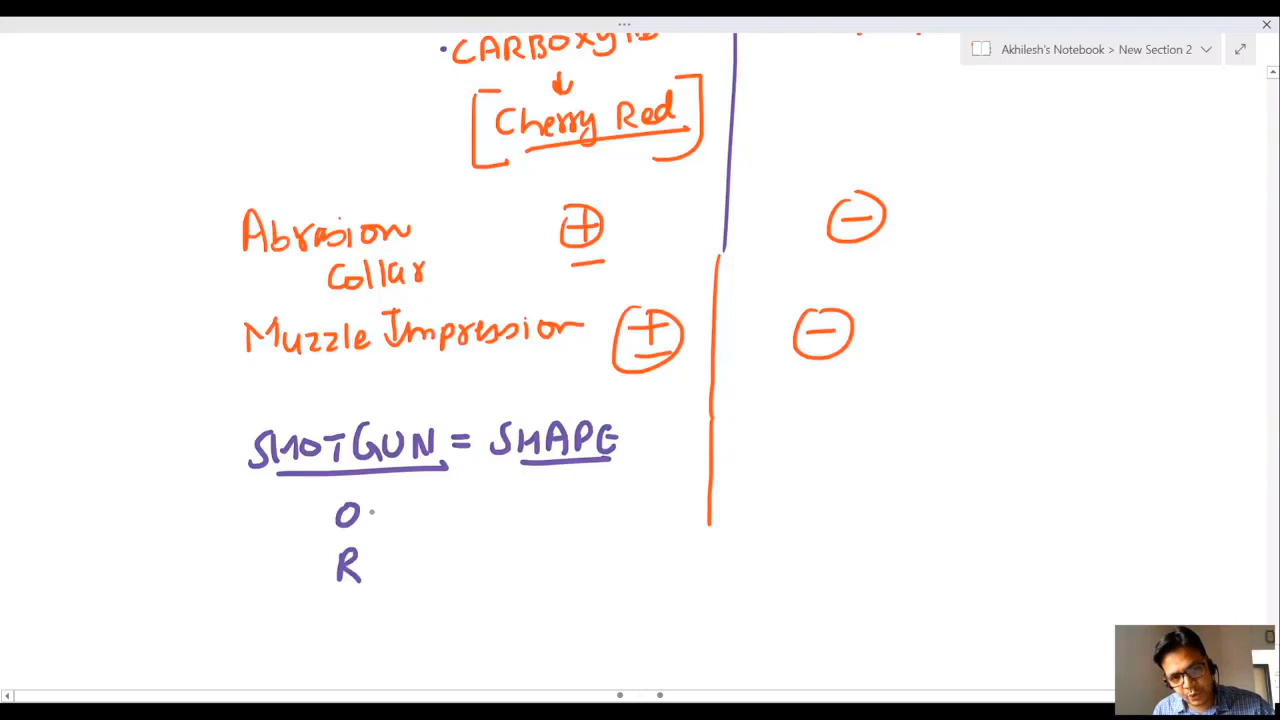 Akhilesh's Notebook > New Section 2
Cherry Red
Abrasion
Collar
Muzzle Impression
SHOTGUN = SHAPE
O
R